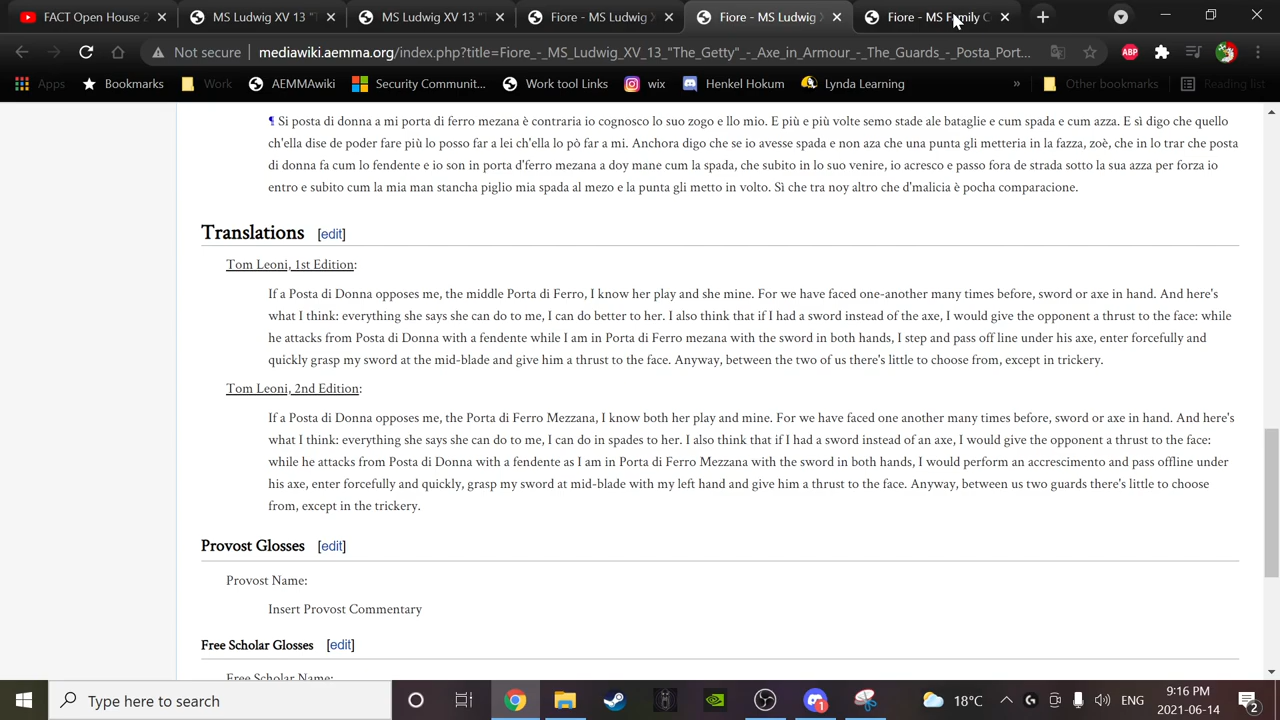 FACT Open House 2
MS Ludwig XV 13 "T
MS Ludwig XV 13 "T
Fiore - MS Ludwig
Fiore - MS Ludwig X
Fiore - MS Family C
Not secure mediawiki.aemma.org/index.php?title=Fiore_-_MS_Ludwig_XV_13_"The_Getty"_-_Axe_in_Armour_-_The_Guards_-_Posta_Port...
ABP
Apps Bookmarks Work AEMMAwiki Security Communit... Work tool Links wix Henkel Hokum Lynda Learning » Other bookmarks Reading list
¶ Si posta di donna a mi porta di ferro mezana è contraria io cognosco lo suo zogo e llo mio. E più e più volte semo stade ale bataglie e cum spada e cum azza. E sì digo che quello
ch'ella dise de poder fare più lo posso far a lei ch'ella lo pò far a mi. Anchora digo che se io avesse spada e non aza che una punta gli metteria in la fazza, zoè, che in lo trar che posta
di donna fa cum lo fendente e io son in porta d'ferro mezana a doy mane cum la spada, che subito in lo suo venire, io acresco e passo fora de strada sotto la sua azza per forza io
entro e subito cum la mia man stancha piglio mia spada al mezo e la punta gli metto in volto. Sì che tra noy altro che d'malicia è pocha comparacione.
Translations [edit]
Tom Leoni, 1st Edition:
If a Posta di Donna opposes me, the middle Porta di Ferro, I know her play and she mine. For we have faced one-another many times before, sword or axe in hand. And here's
what I think: everything she says she can do to me, I can do better to her. I also think that if I had a sword instead of the axe, I would give the opponent a thrust to the face: while
he attacks from Posta di Donna with a fendente while I am in Porta di Ferro mezana with the sword in both hands, I step and pass off line under his axe, enter forcefully and
quickly grasp my sword at the mid-blade and give him a thrust to the face. Anyway, between the two of us there's little to choose from, except in trickery.
Tom Leoni, 2nd Edition:
If a Posta di Donna opposes me, the Porta di Ferro Mezzana, I know both her play and mine. For we have faced one another many times before, sword or axe in hand. And here's
what I think: everything she says she can do to me, I can do in spades to her. I also think that if I had a sword instead of an axe, I would give the opponent a thrust to the face:
while he attacks from Posta di Donna with a fendente as I am in Porta di Ferro Mezzana with the sword in both hands, I would perform an accrescimento and pass offline under
his axe, enter forcefully and quickly, grasp my sword at mid-blade with my left hand and give him a thrust to the face. Anyway, between us two guards there's little to choose
from, except in the trickery.
Provost Glosses [edit]
Provost Name:
Insert Provost Commentary
Free Scholar Glosses [edit]
Free Scholar Name:
Type here to search
1
18°C
ENG
9:16 PM
2021-06-14
2